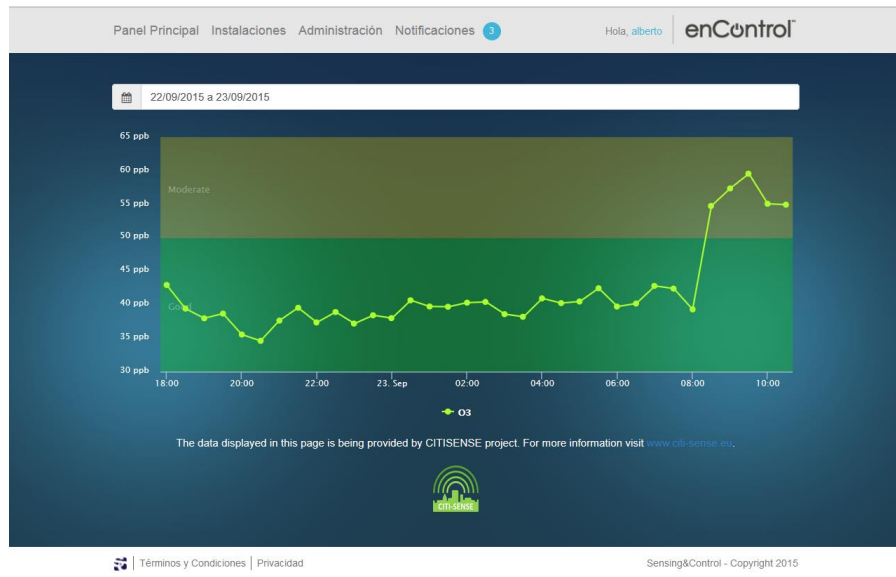 Panel Principal Instalaciones Administración Notificaciones 3 Hola, alberto enControl™
22/09/2015 a 23/09/2015
65 ppb
60 ppb
Moderate
55 ppb
50 ppb
45 ppb
40 ppb
Good
35 ppb
30 ppb
18:00 20:00 22:00 23. Sep 02:00 04:00 06:00 08:00 10:00
O3
The data displayed in this page is being provided by CITISENSE project. For more information visit www.citi-sense.eu.
CITI-SENSE
Términos y Condiciones | Privacidad Sensing&Control - Copyright 2015